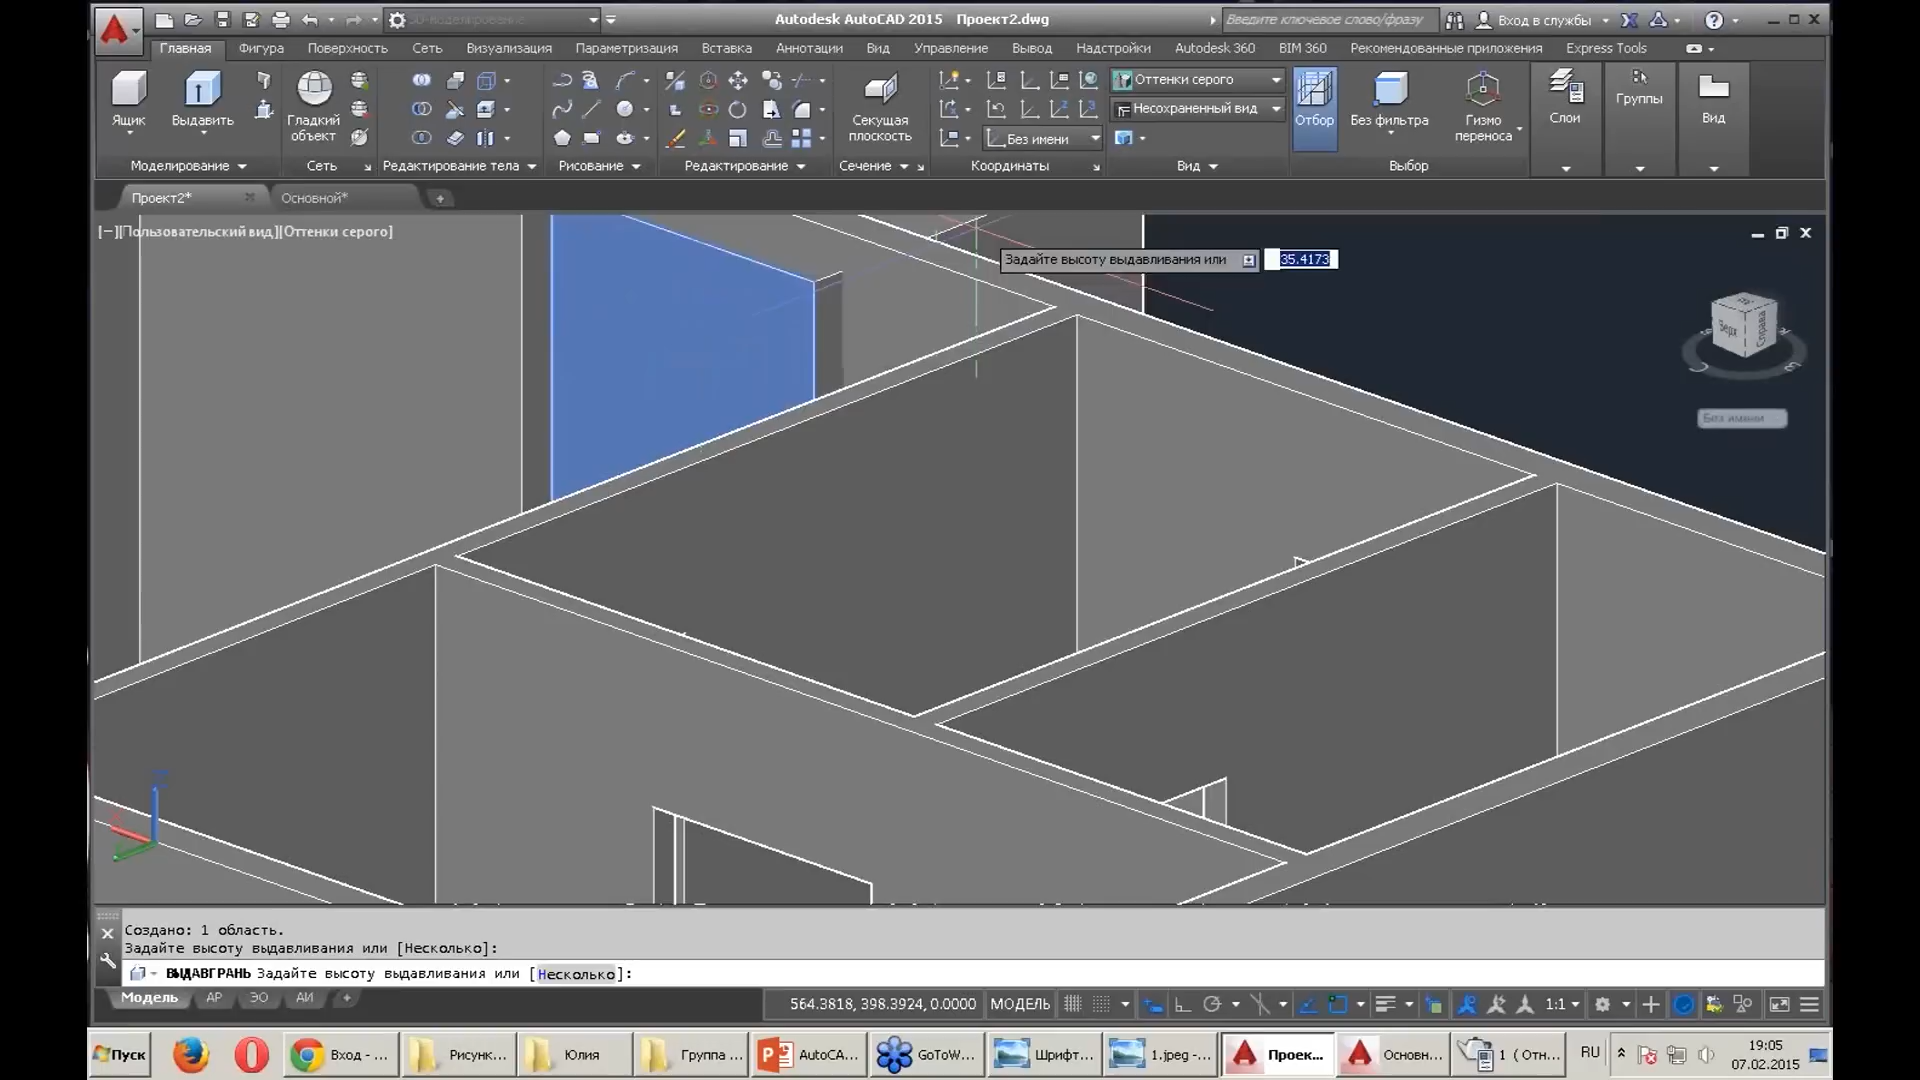 Autodesk AutoCAD 2015 Проект2.dwg
3D-моделирование
Введите ключевое слово/фразу
Вход в службы
Главная Фигура Поверхность Сеть Визуализация Параметризация Вставка Аннотации Вид Управление Вывод Надстройки Autodesk 360 BIM 360 Рекомендованные приложения Express Tools
Ящик
Выдавить
Гладкий
объект
Секущая
плоскость
Оттенки серого
Несохраненный вид
Без имени
Отбор
Без фильтра
Гизмо
переноса
Слои
Группы
Вид
Моделирование Сеть Редактирование тела Рисование Редактирование Сечение Координаты Вид Выбор
Проект2* Основной*
[−][Пользовательский вид][Оттенки серого]
Задайте высоту выдавливания или 35.4173
Верх Справа
Без имени
Создано: 1 область.
Задайте высоту выдавливания или [Несколько]:
ВЫДАВГРАНЬ Задайте высоту выдавливания или [Несколько]:
Модель АР ЭО АИ
564.3818, 398.3924, 0.0000 МОДЕЛЬ 1:1
Пуск Вход - ... Рисунк... Юлия Группа ... AutoCA... GoToW... Шрифт... 1.jpeg -... Проек... Основн... 1 ( Отн... RU 19:05
07.02.2015